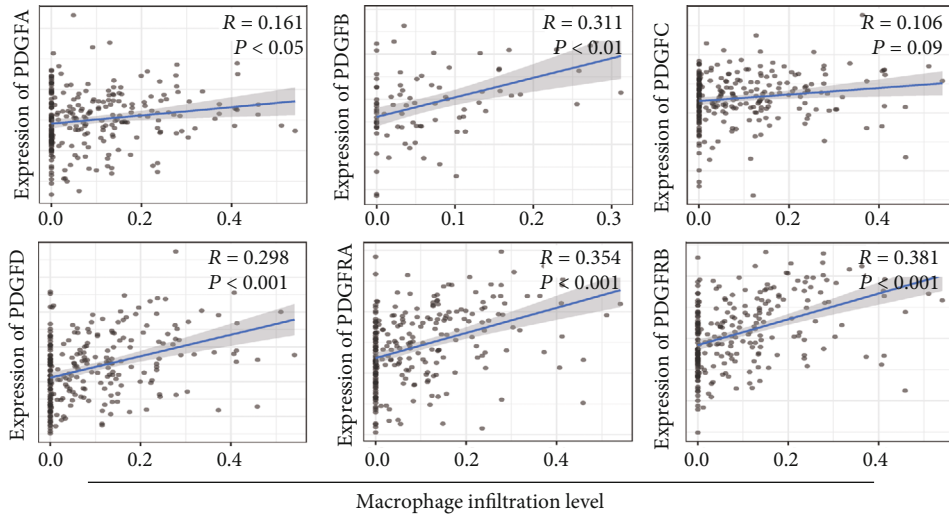 Expression of PDGFA
R = 0.161
P < 0.05
0.0 0.2 0.4
Expression of PDGFB
R = 0.311
P < 0.01
0.0 0.1 0.2 0.3
Expression of PDGFC
R = 0.106
P = 0.09
0.0 0.2 0.4
Expression of PDGFD
R = 0.298
P < 0.001
0.0 0.2 0.4
Expression of PDGFRA
R = 0.354
P < 0.001
0.0 0.2 0.4
Expression of PDGFRB
R = 0.381
P < 0.001
0.0 0.2 0.4
Macrophage infiltration level